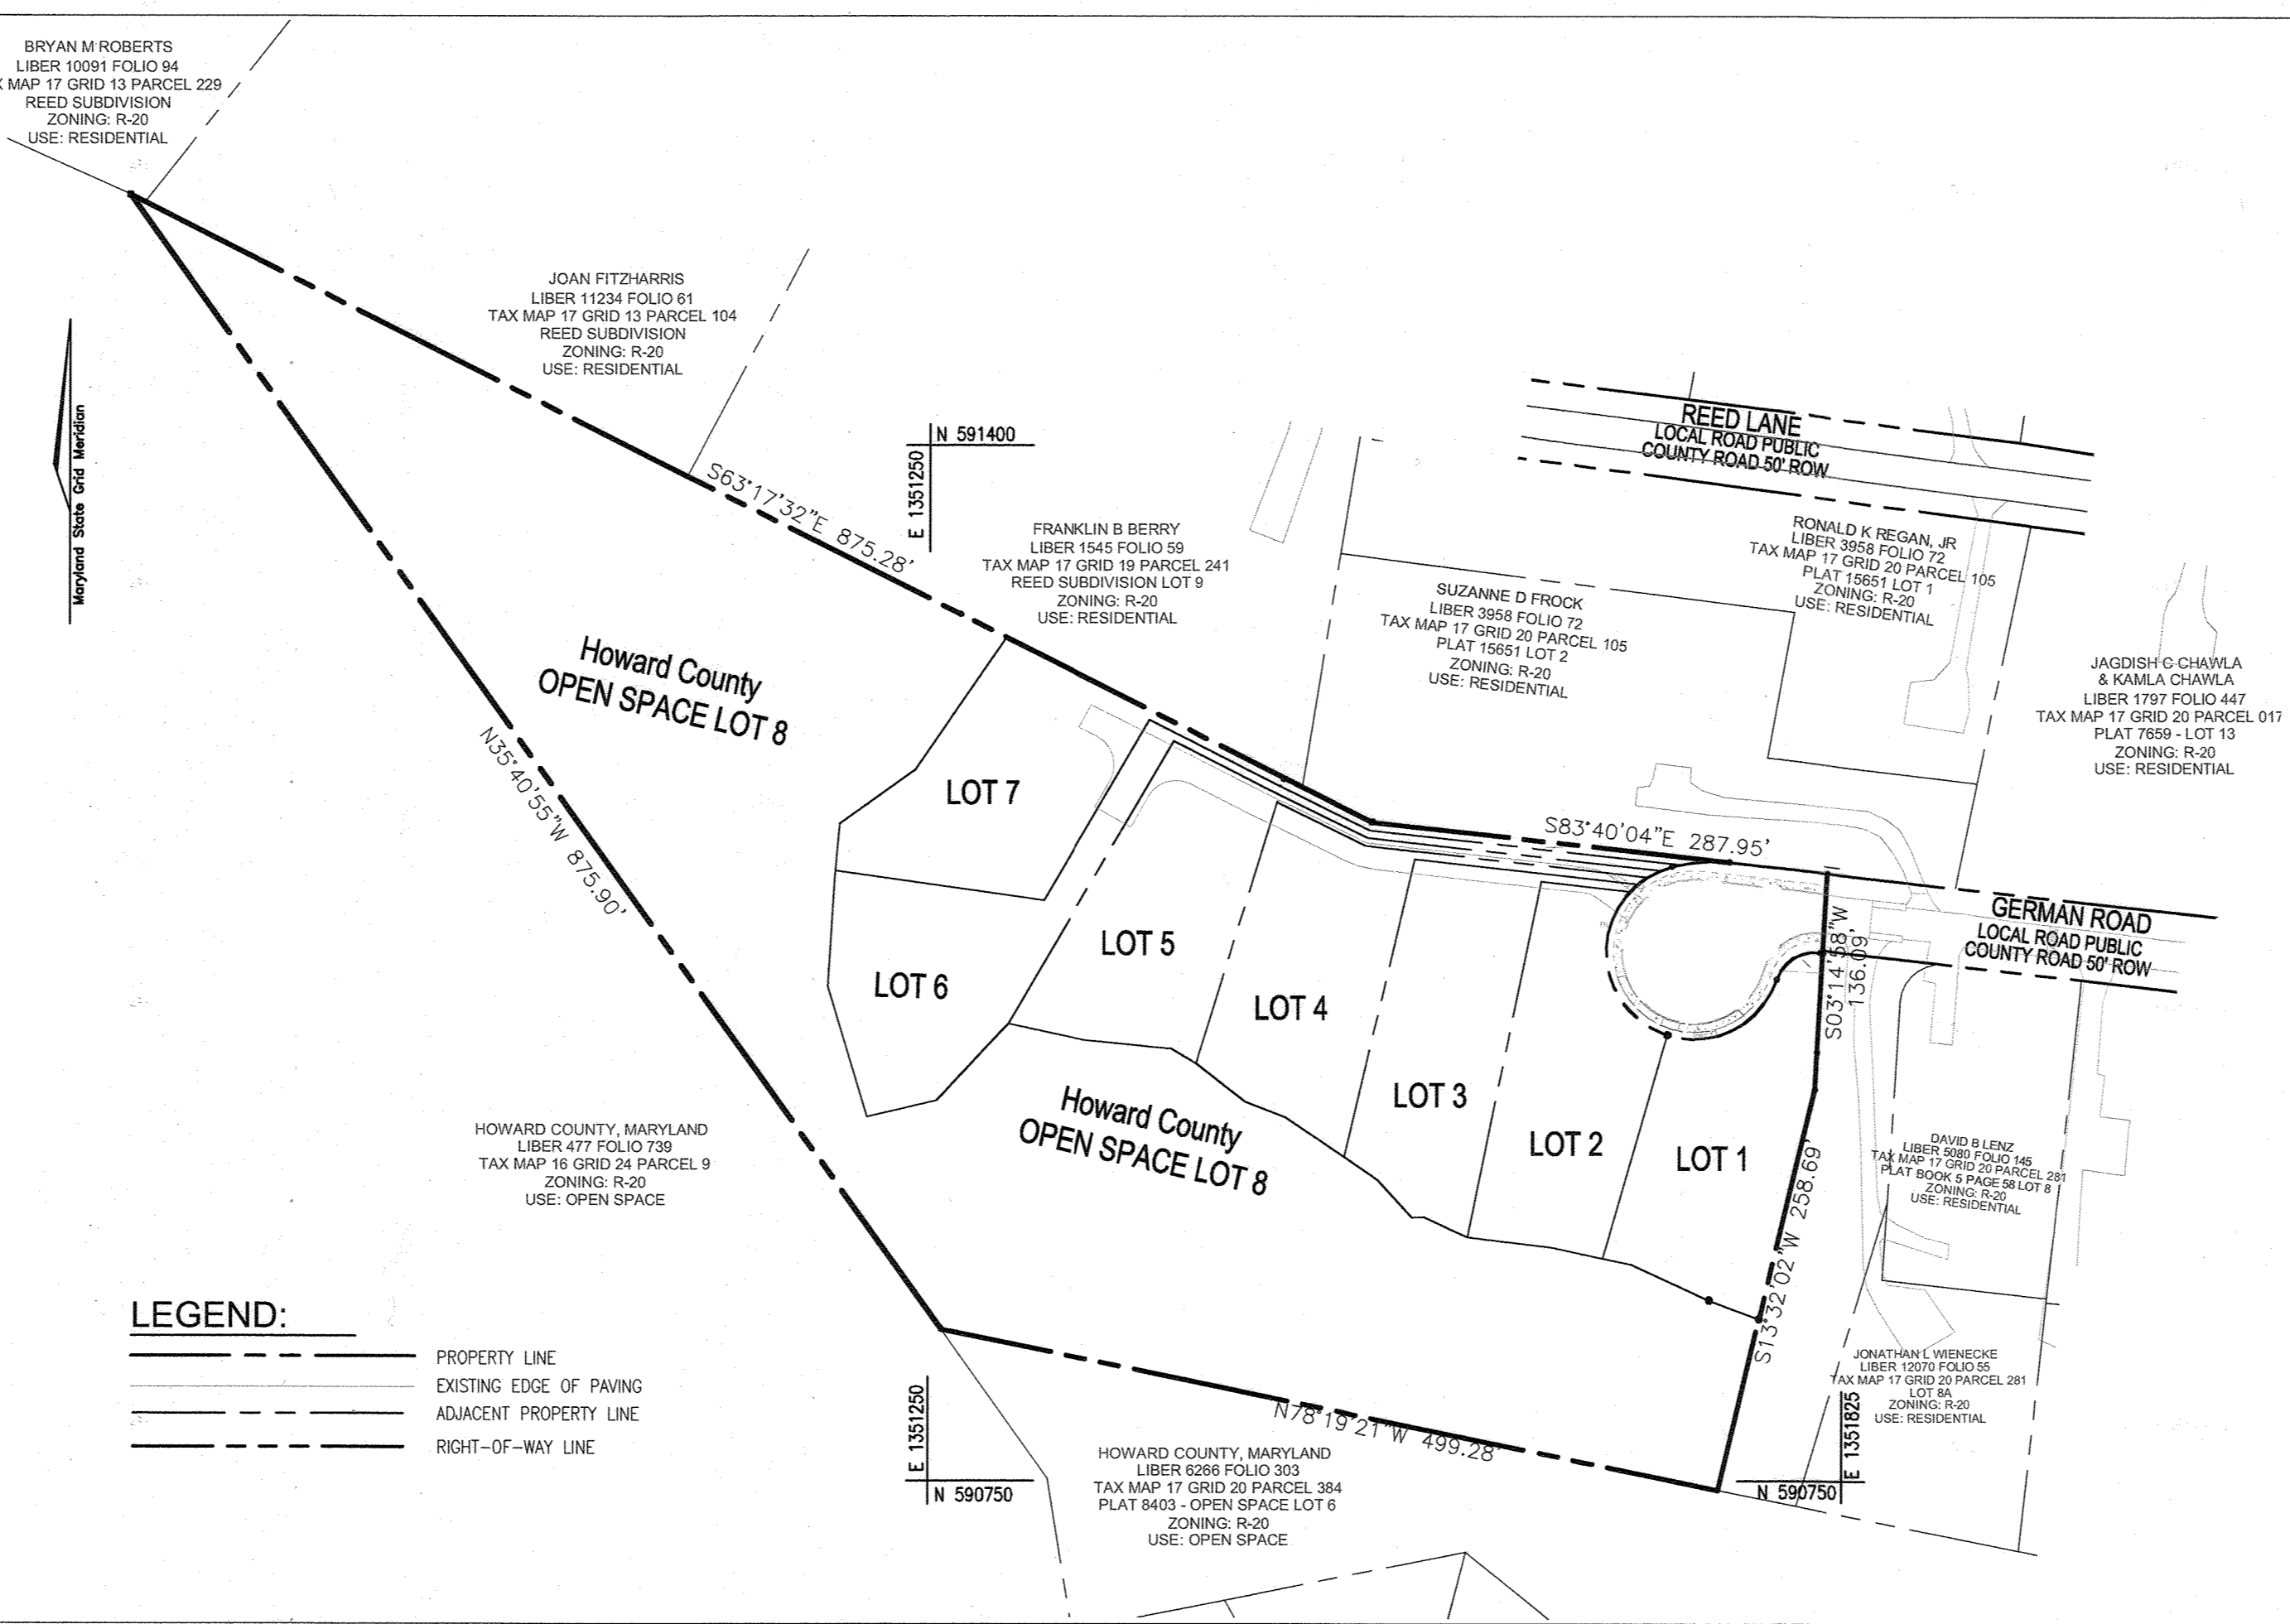 BRYAN M ROBERTS
LIBER 10091 FOLIO 94
X MAP 17 GRID 13 PARCEL 229
REED SUBDIVISION
ZONING: R-20
USE: RESIDENTIAL
JOAN FITZHARRIS
LIBER 11234 FOLIO 61
TAX MAP 17 GRID 13 PARCEL 104
REED SUBDIVISION
ZONING: R-20
USE: RESIDENTIAL
Maryland State Grid Meridian
N 591400
E 1351250
S63°17'32"E 875.28'
REED LANE
LOCAL ROAD PUBLIC
COUNTY ROAD 50' ROW
FRANKLIN B BERRY
LIBER 1545 FOLIO 59
TAX MAP 17 GRID 19 PARCEL 241
REED SUBDIVISION LOT 9
ZONING: R-20
USE: RESIDENTIAL
SUZANNE D FROCK
LIBER 3958 FOLIO 72
TAX MAP 17 GRID 20 PARCEL 105
PLAT 15651 LOT 2
ZONING: R-20
USE: RESIDENTIAL
RONALD K REGAN, JR
LIBER 3958 FOLIO 72
TAX MAP 17 GRID 20 PARCEL 105
PLAT 15651 LOT 1
ZONING: R-20
USE: RESIDENTIAL
JAGDISH C CHAWLA
& KAMLA CHAWLA
LIBER 1797 FOLIO 447
TAX MAP 17 GRID 20 PARCEL 017
PLAT 7659 - LOT 13
ZONING: R-20
USE: RESIDENTIAL
Howard County
OPEN SPACE LOT 8
N35°40'55"W 875.90'
LOT 7
S83°40'04"E 287.95'
GERMAN ROAD
LOCAL ROAD PUBLIC
COUNTY ROAD 50' ROW
S03°14'58"W
136.09'
LOT 6
LOT 5
LOT 4
LOT 3
LOT 2
LOT 1
Howard County
OPEN SPACE LOT 8
HOWARD COUNTY, MARYLAND
LIBER 477 FOLIO 739
TAX MAP 16 GRID 24 PARCEL 9
ZONING: R-20
USE: OPEN SPACE
DAVID B LENZ
LIBER 5080 FOLIO 145
TAX MAP 17 GRID 20 PARCEL 281
PLAT BOOK 5 PAGE 58 LOT 8
ZONING: R-20
USE: RESIDENTIAL
S13°32'02"W 258.69'
JONATHAN L WIENECKE
LIBER 12070 FOLIO 55
TAX MAP 17 GRID 20 PARCEL 281
LOT 8A
ZONING: R-20
USE: RESIDENTIAL
LEGEND:
PROPERTY LINE
EXISTING EDGE OF PAVING
ADJACENT PROPERTY LINE
RIGHT-OF-WAY LINE
E 1351250
N 590750
N78°19'21"W 499.28'
HOWARD COUNTY, MARYLAND
LIBER 6266 FOLIO 303
TAX MAP 17 GRID 20 PARCEL 384
PLAT 8403 - OPEN SPACE LOT 6
ZONING: R-20
USE: OPEN SPACE
E 1351825
N 590750